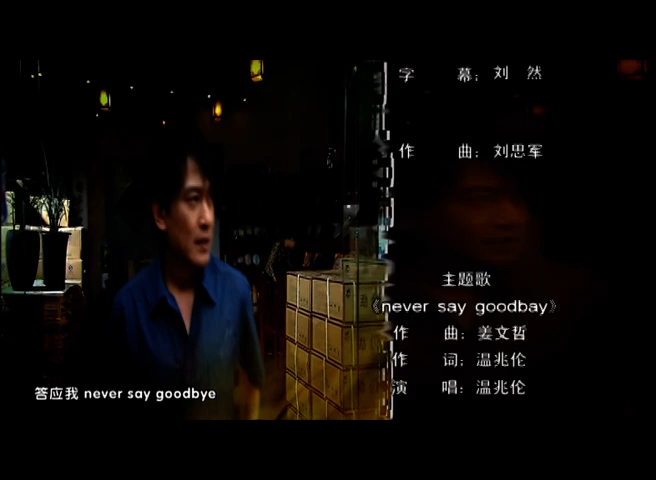 字 幕：刘 然
作 曲：刘思军
主题歌
《never say goodbay》
作 曲：姜文哲
作 词：温兆伦
演 唱：温兆伦
答应我 never say goodbye